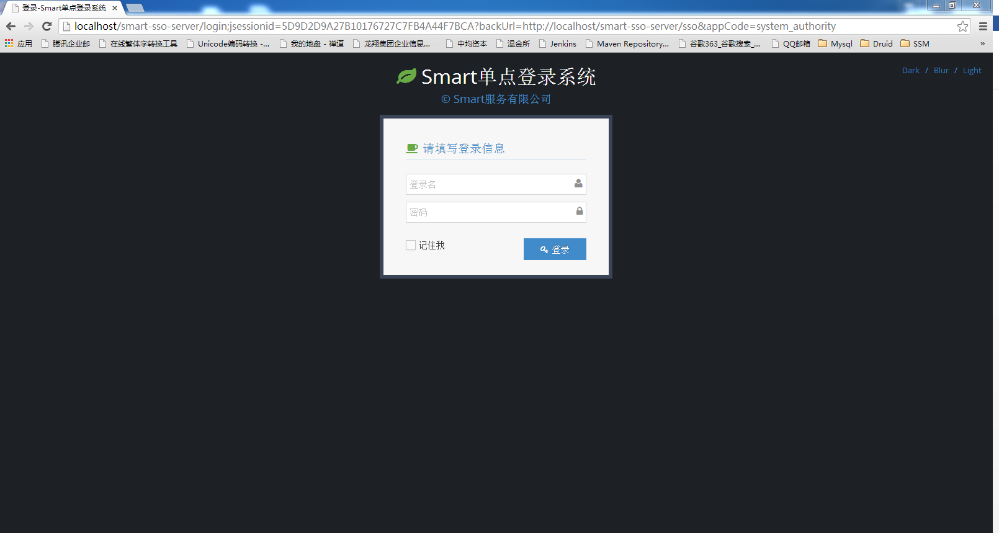 登录-Smart单点登录系统
localhost/smart-sso-server/login;jsessionid=5D9D2D9A27B10176727C7FB4A44F7BCA?backUrl=http://localhost/smart-sso-server/sso&appCode=system_authority
应用 腾讯企业邮 在线繁体字转换工具 Unicode编码转换 -... 我的地盘 - 禅道 龙翔集团企业信息... 中均资本 温金所 Jenkins Maven Repository... 谷歌363_谷歌搜索_... QQ邮箱 Mysql Druid SSM »
Dark / Blur / Light
Smart单点登录系统
© Smart服务有限公司
请填写登录信息
登录名
密码
记住我 登录